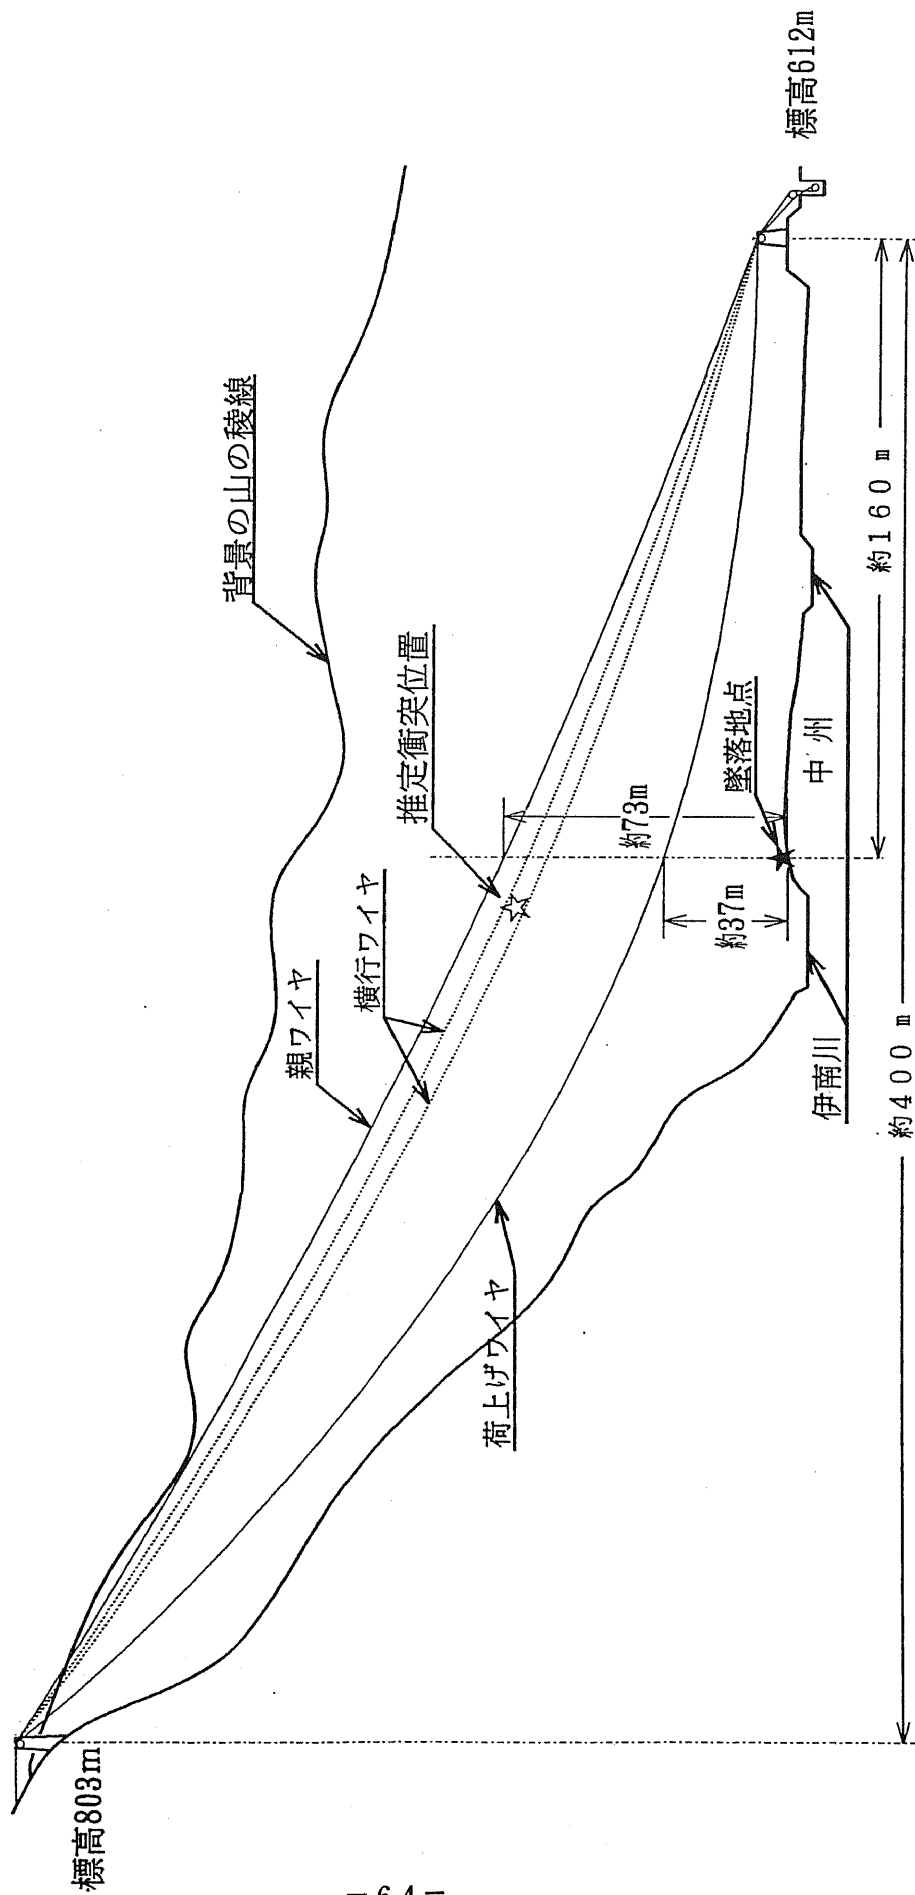 標高803m
標高612m
背景の山の稜線
推定衝突位置
親ワイヤ
横行ワイヤ
荷上げワイヤ
墜落地点
約73m
約37m
中州
伊南川
約160m
約400m
－64－